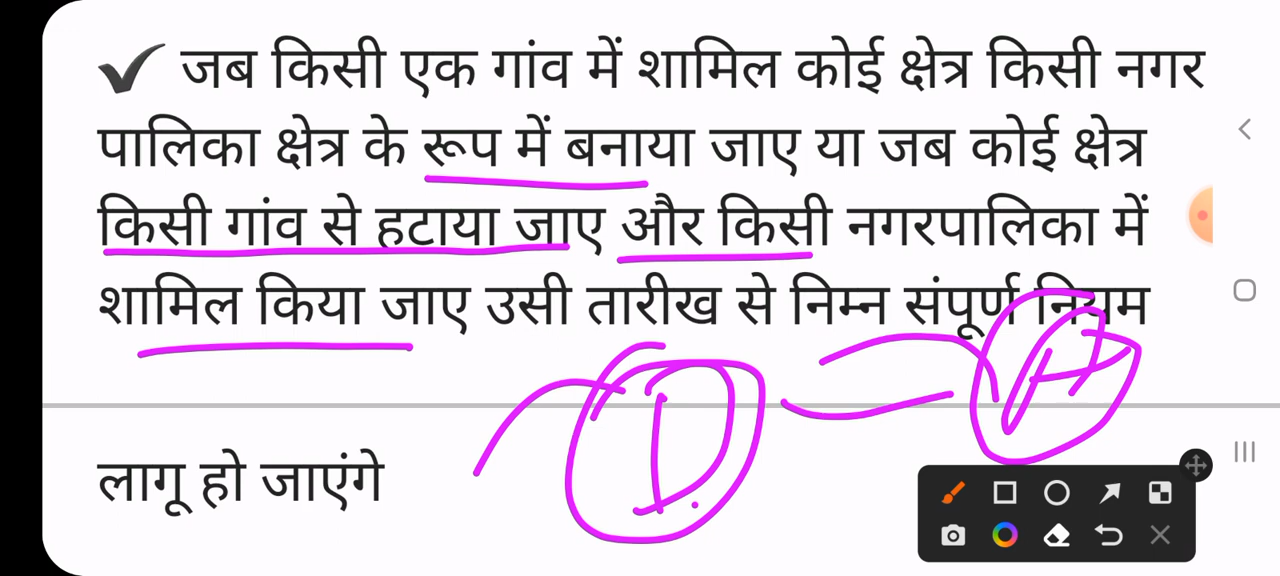 ✔ जब किसी एक गांव में शामिल कोई क्षेत्र किसी नगर
पालिका क्षेत्र के रूप में बनाया जाए या जब कोई क्षेत्र
किसी गांव से हटाया जाए और किसी नगरपालिका में
शामिल किया जाए उसी तारीख से निम्न संपूर्ण नियम
लागू हो जाएंगे